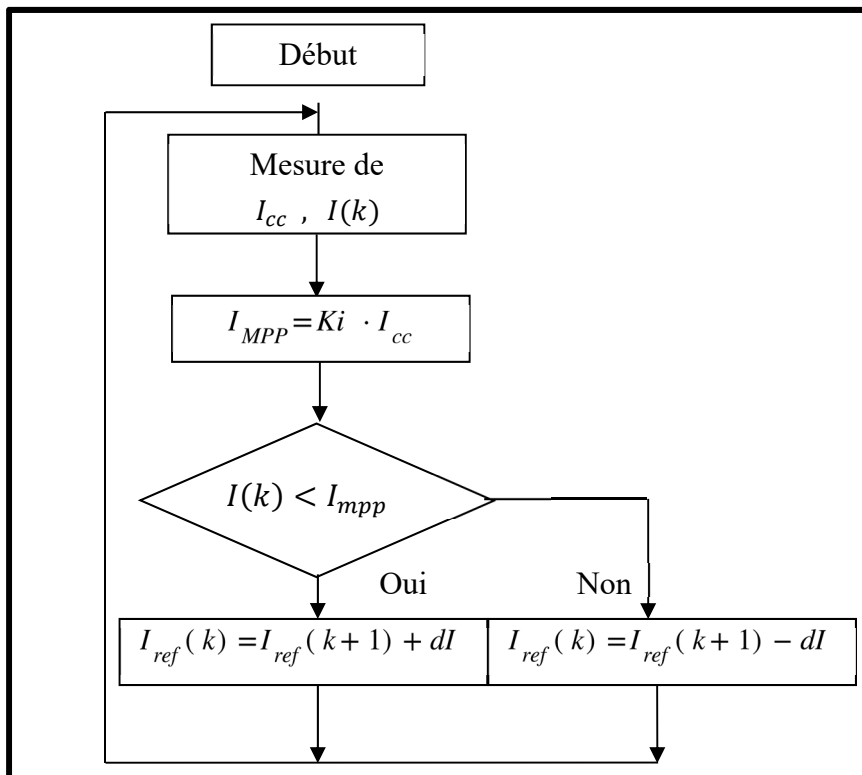 Début
Mesure de
I_cc , I(k)
I_MPP = Ki · I_cc
I(k) < I_mpp
Oui
Non
I_ref(k) = I_ref(k+1) + dI
I_ref(k) = I_ref(k+1) − dI